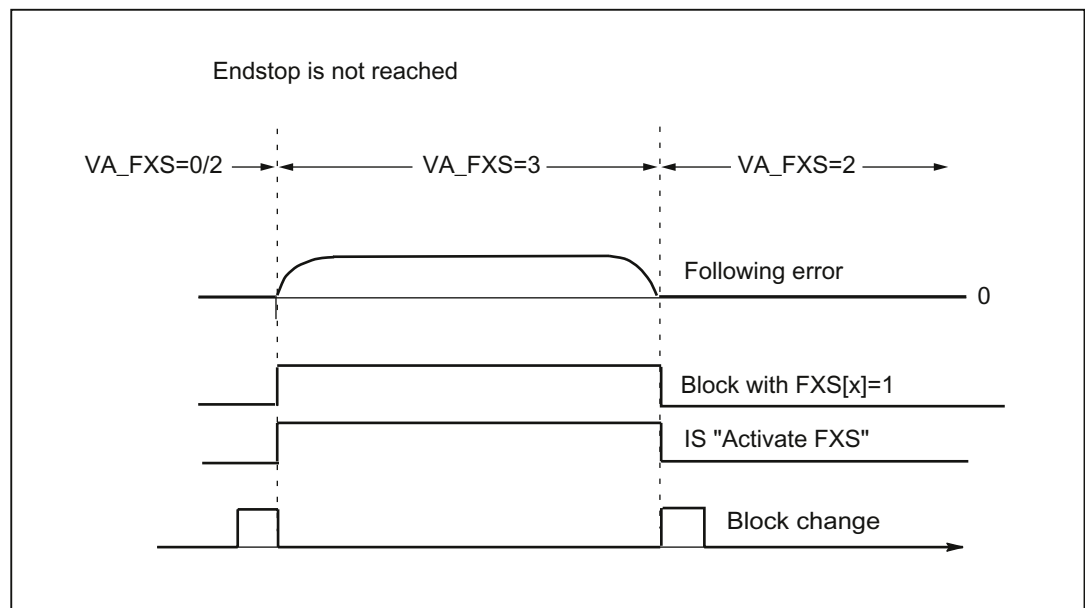 Endstop is not reached
VA_FXS=0/2
VA_FXS=3
VA_FXS=2
Following error
0
Block with FXS[x]=1
IS "Activate FXS"
Block change